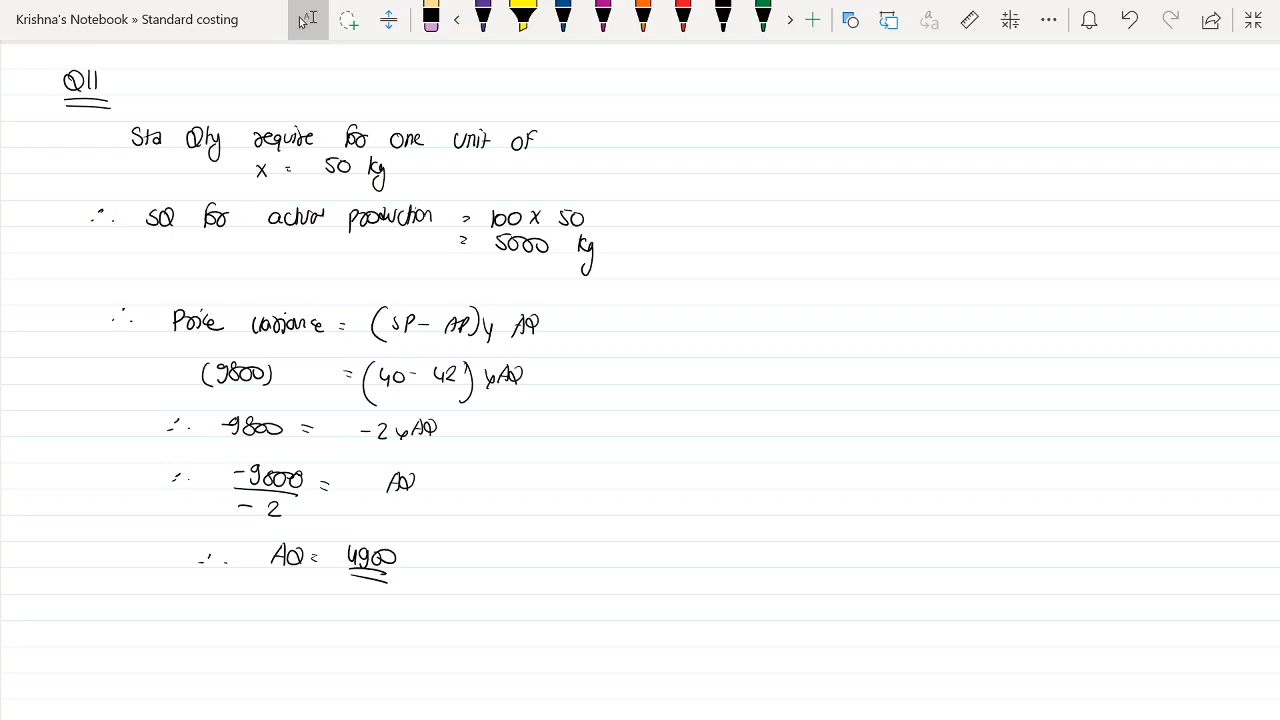 Krishna's Notebook » Standard costing
Q11
Sta Qty require for one unit of
x = 50 kg
∴ SQ for actual production = 100 x 50
= 5000 kg
∴ Price variance = (SP - AP) x AQ
(9800) = (40 - 42) x AQ
∴ -9800 = -2 x AQ
∴ -9800 / -2 = AQ
∴ AQ = 4900